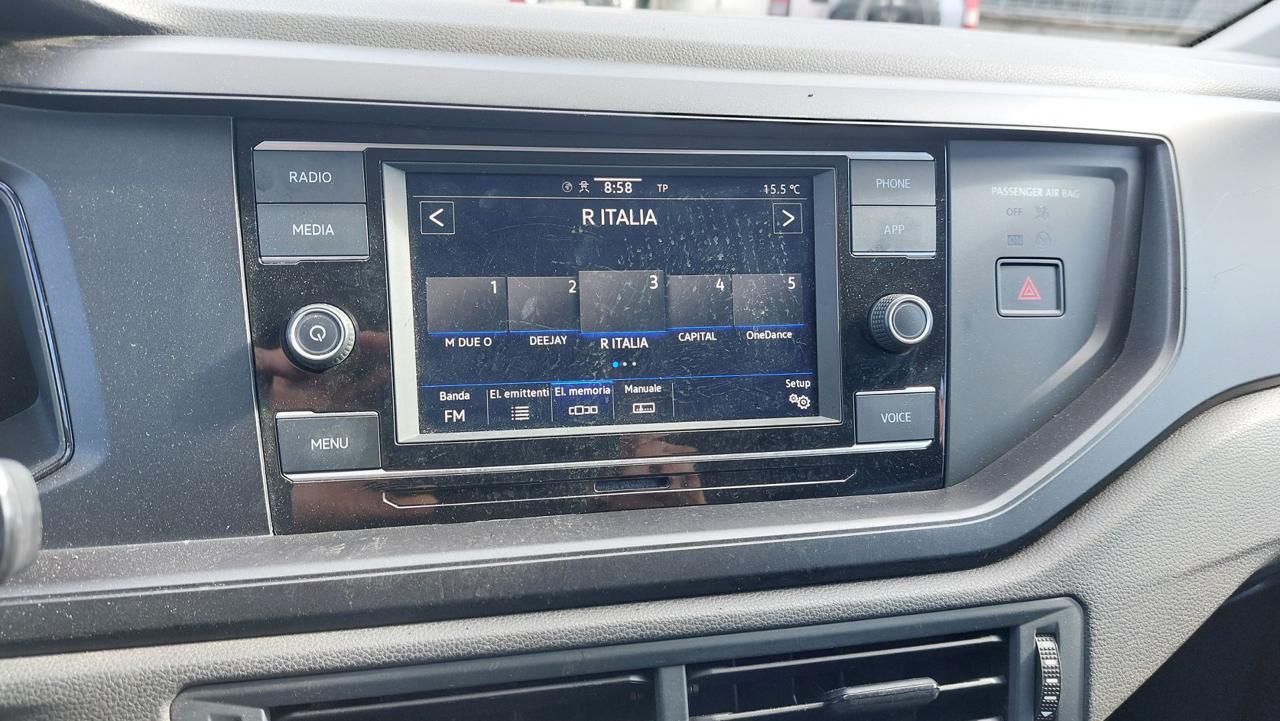 RADIO
MEDIA
MENU
8:58 TP 15.5 °C
< R ITALIA >
1 2 3 4 5
M DUE O DEEJAY R ITALIA CAPITAL OneDance
Banda El. emittenti El. memoria Manuale Setup
FM
PHONE
APP
VOICE
PASSENGER AIR BAG
OFF
ON